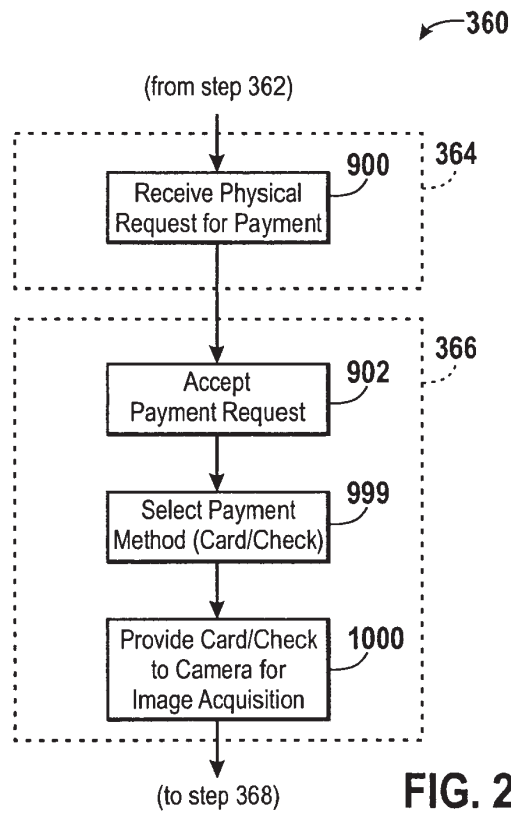 360
(from step 362)
364
900
Receive Physical
Request for Payment
366
902
Accept
Payment Request
999
Select Payment
Method (Card/Check)
1000
Provide Card/Check
to Camera for
Image Acquisition
(to step 368)
FIG. 2